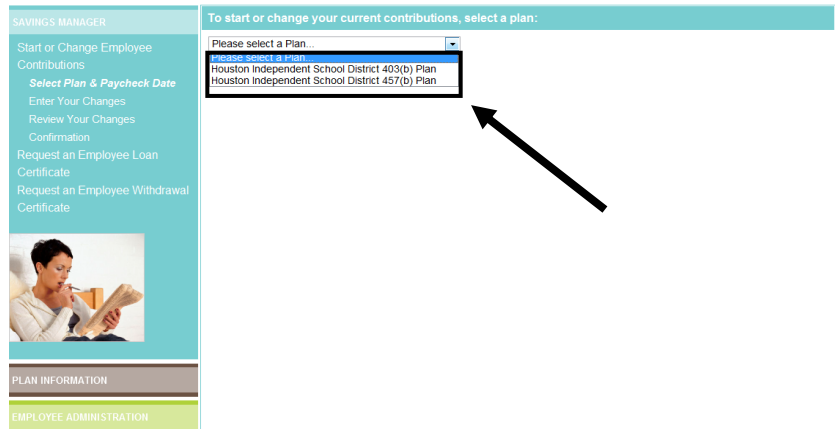 SAVINGS MANAGER
Start or Change Employee
Contributions
Select Plan & Paycheck Date
Enter Your Changes
Review Your Changes
Confirmation
Request an Employee Loan
Certificate
Request an Employee Withdrawal
Certificate
PLAN INFORMATION
EMPLOYEE ADMINISTRATION
To start or change your current contributions, select a plan:
Please select a Plan...
Please select a Plan...
Houston Independent School District 403(b) Plan
Houston Independent School District 457(b) Plan